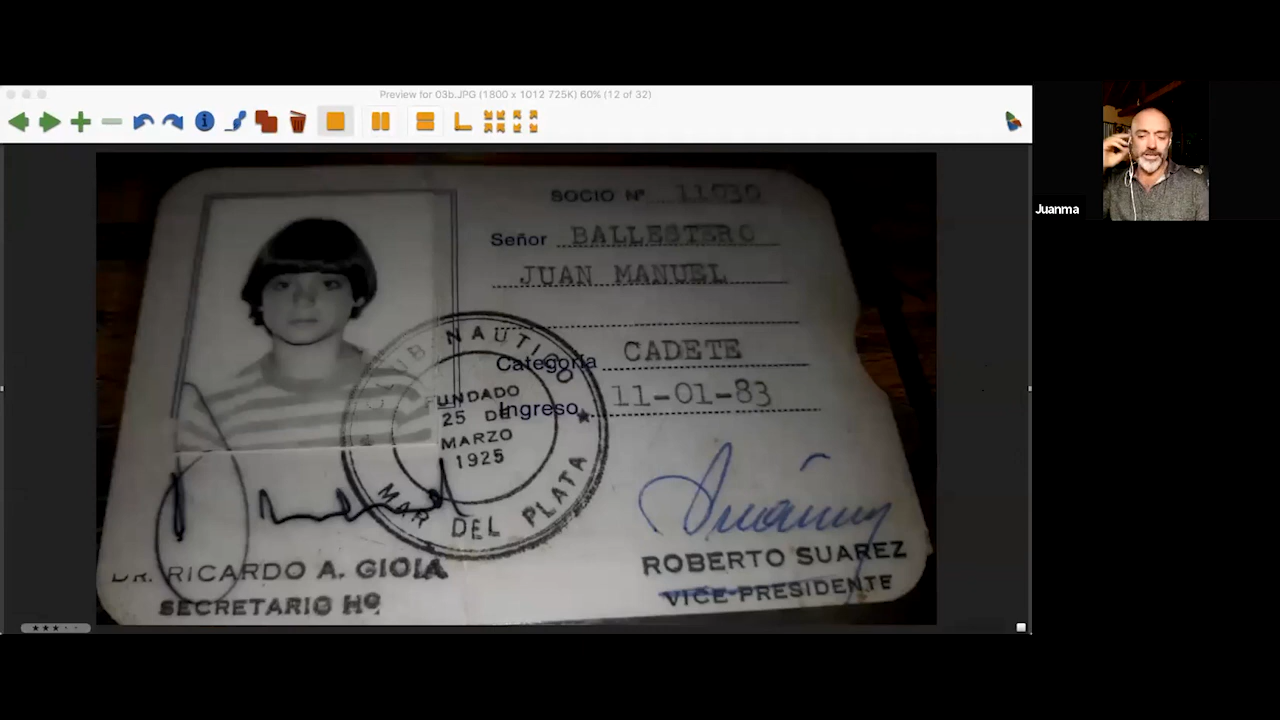 Preview for 03b.JPG (1800 x 1012 725K) 60% (12 of 32)
Juanma
SOCIO Nº 11030
Señor BALLESTERO
JUAN MANUEL
Categoría CADETE
Ingreso 11-01-83
CLUB NAUTICO
MAR DEL PLATA
FUNDADO
25 DE
MARZO
1925
DR. RICARDO A. GIOIA
SECRETARIO Hº
ROBERTO SUAREZ
VICE-PRESIDENTE